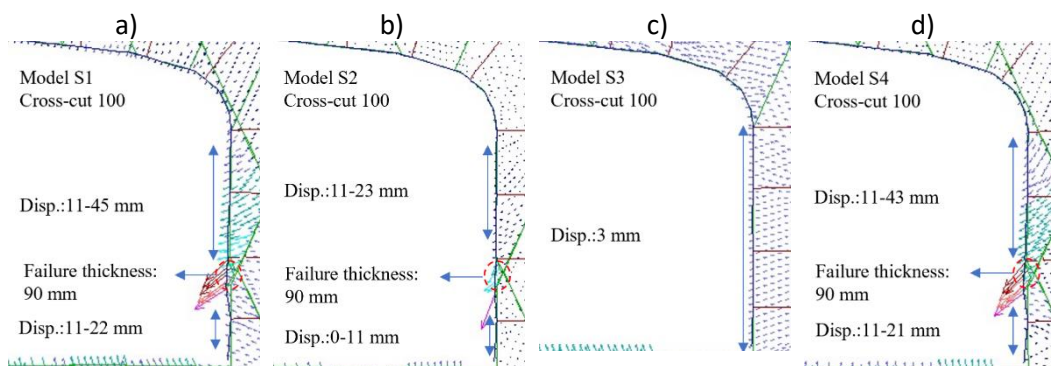 a)
Model S1
Cross-cut 100
Disp.:11-45 mm
Failure thickness:
90 mm
Disp.:11-22 mm
b)
Model S2
Cross-cut 100
Disp.:11-23 mm
Failure thickness:
90 mm
Disp.:0-11 mm
c)
Model S3
Cross-cut 100
Disp.:3 mm
d)
Model S4
Cross-cut 100
Disp.:11-43 mm
Failure thickness:
90 mm
Disp.:11-21 mm